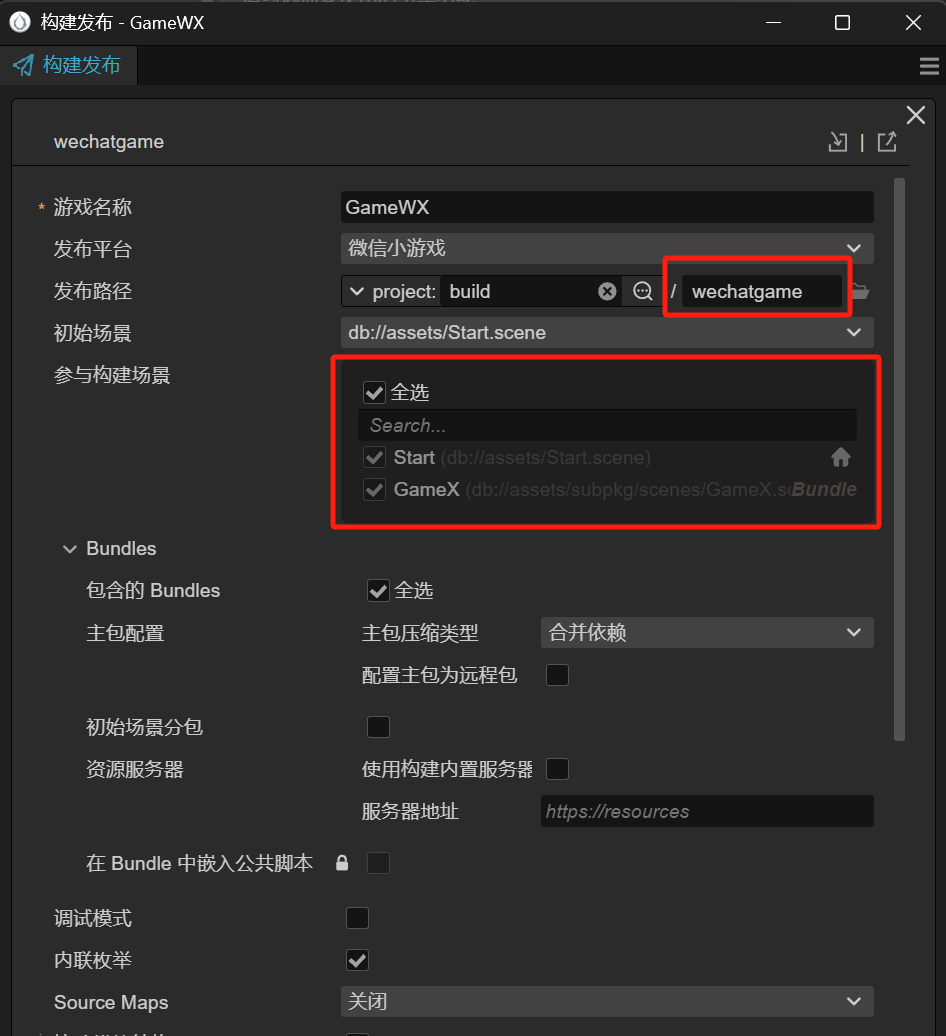 构建发布 - GameWX
构建发布
wechatgame
|
* 游戏名称 GameWX
发布平台 微信小游戏
发布路径 project: build / wechatgame
初始场景 db://assets/Start.scene
参与构建场景
全选
Search...
Start (db://assets/Start.scene)
GameX (db://assets/subpkg/scenes/GameX.sc Bundle
Bundles
包含的 Bundles 全选
主包配置 主包压缩类型 合并依赖
配置主包为远程包
初始场景分包
资源服务器 使用构建内置服务器
服务器地址 https://resources
在 Bundle 中嵌入公共脚本
调试模式
内联枚举
Source Maps 关闭